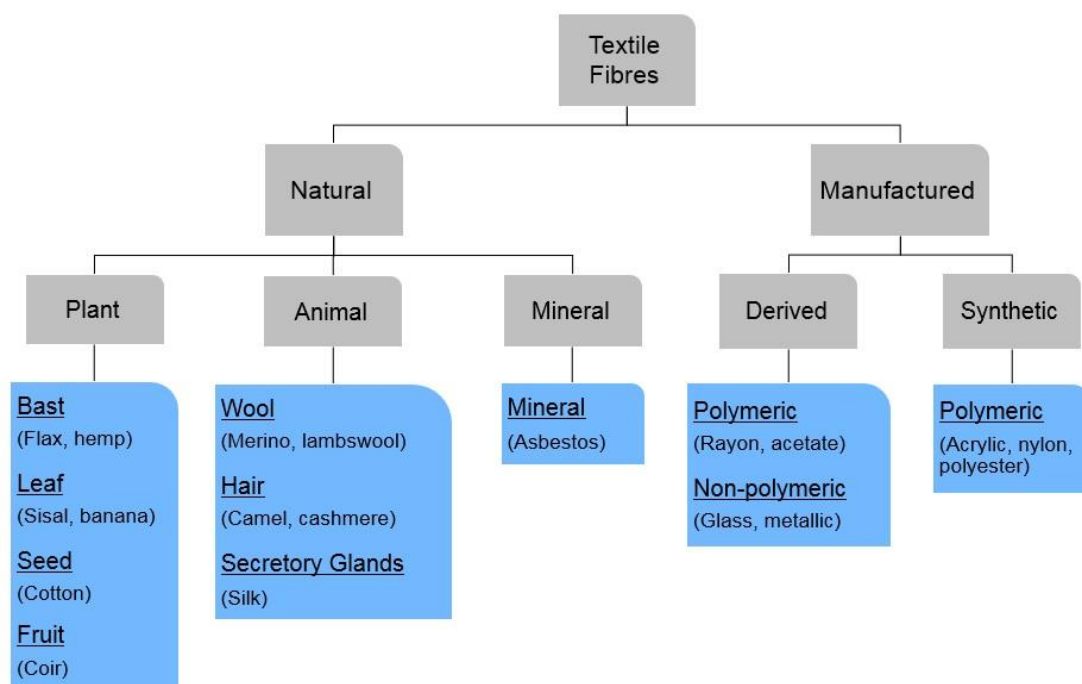 Textile
Fibres
Natural
Manufactured
Plant
Animal
Mineral
Derived
Synthetic
Bast
(Flax, hemp)
Leaf
(Sisal, banana)
Seed
(Cotton)
Fruit
(Coir)
Wool
(Merino, lambswool)
Hair
(Camel, cashmere)
Secretory Glands
(Silk)
Mineral
(Asbestos)
Polymeric
(Rayon, acetate)
Non-polymeric
(Glass, metallic)
Polymeric
(Acrylic, nylon,
polyester)